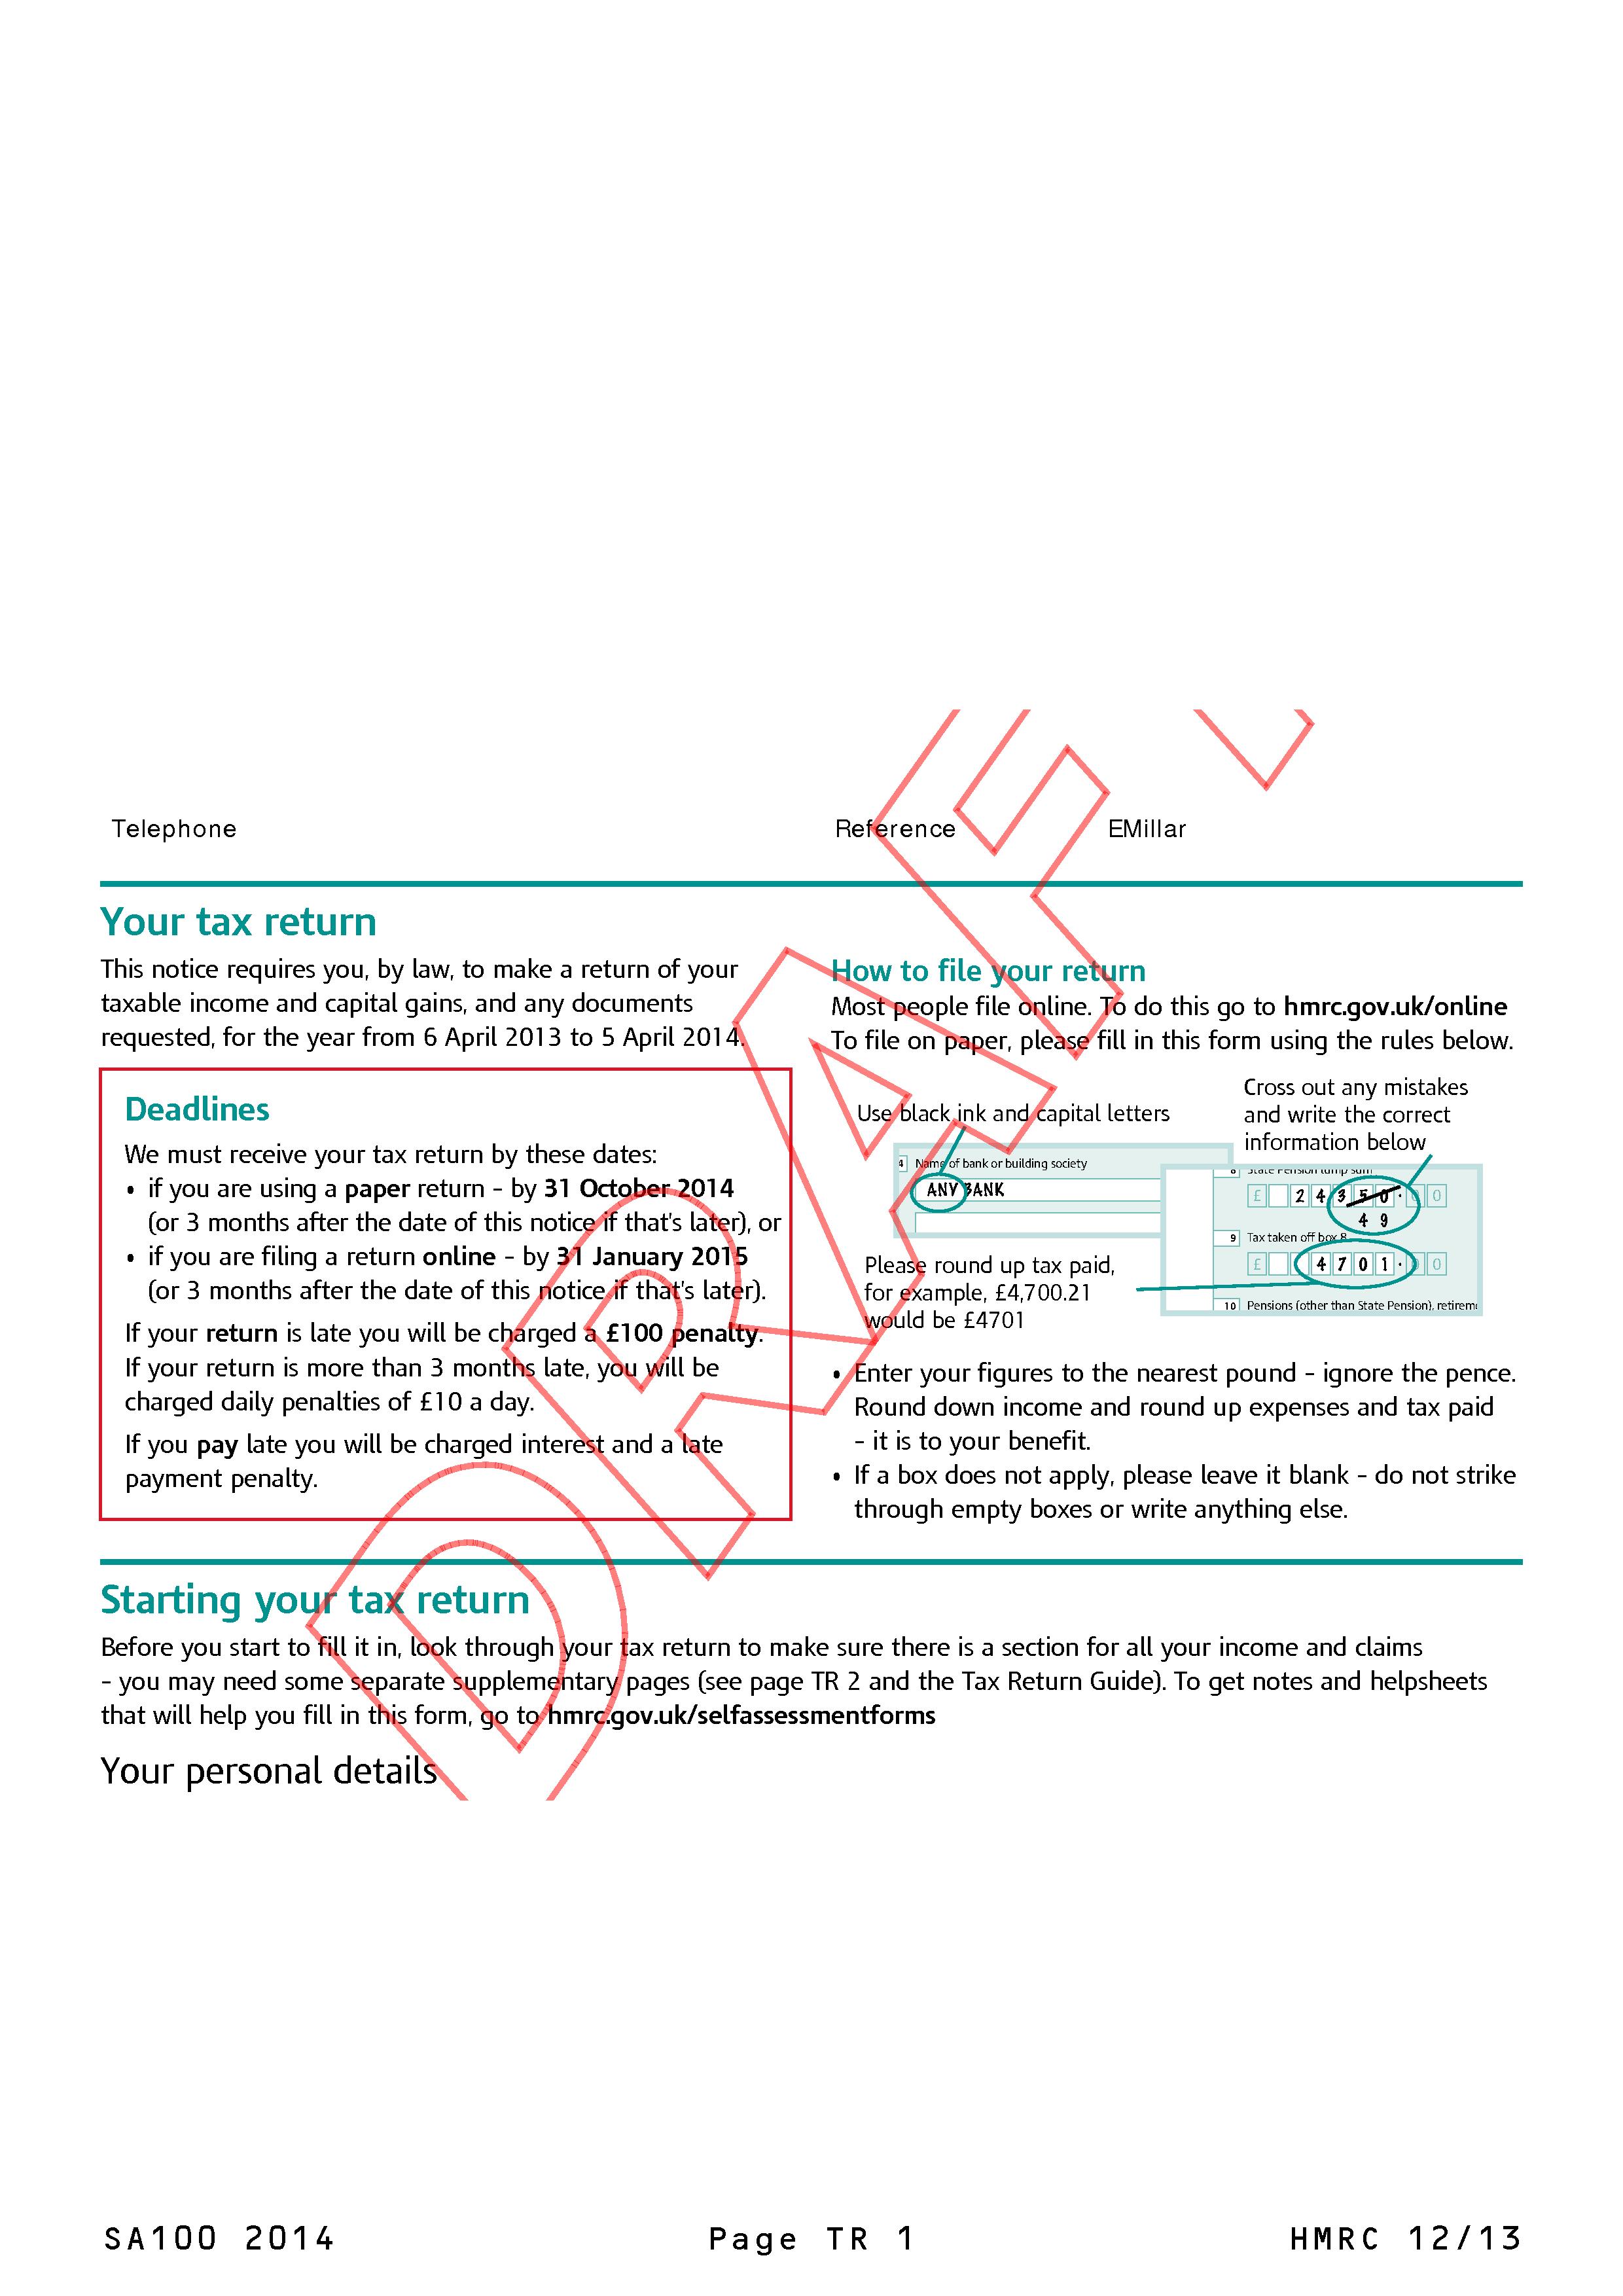 Telephone
Reference EMillar
Your tax return
This notice requires you, by law, to make a return of your
taxable income and capital gains, and any documents
requested, for the year from 6 April 2013 to 5 April 2014.
Deadlines
We must receive your tax return by these dates:
• if you are using a paper return – by 31 October 2014
(or 3 months after the date of this notice if that's later), or
• if you are filing a return online – by 31 January 2015
(or 3 months after the date of this notice if that's later).
If your return is late you will be charged a £100 penalty.
If your return is more than 3 months late, you will be
charged daily penalties of £10 a day.
If you pay late you will be charged interest and a late
payment penalty.
How to file your return
Most people file online. To do this go to hmrc.gov.uk/online
To file on paper, please fill in this form using the rules below.
Use black ink and capital letters
Cross out any mistakes
and write the correct
information below
4 Name of bank or building society
ANY BANK
8 State Pension lump sum
£ 2 4 3 5 0 · 0 0
4 9
9 Tax taken off box 8
£ 4 7 0 1 · 0 0
10 Pensions (other than State Pension), retirem
Please round up tax paid,
for example, £4,700.21
would be £4701
• Enter your figures to the nearest pound – ignore the pence.
Round down income and round up expenses and tax paid
– it is to your benefit.
• If a box does not apply, please leave it blank – do not strike
through empty boxes or write anything else.
Starting your tax return
Before you start to fill it in, look through your tax return to make sure there is a section for all your income and claims
– you may need some separate supplementary pages (see page TR 2 and the Tax Return Guide). To get notes and helpsheets
that will help you fill in this form, go to hmrc.gov.uk/selfassessmentforms
Your personal details
SA100 2014 Page TR 1 HMRC 12/13
DRAFT